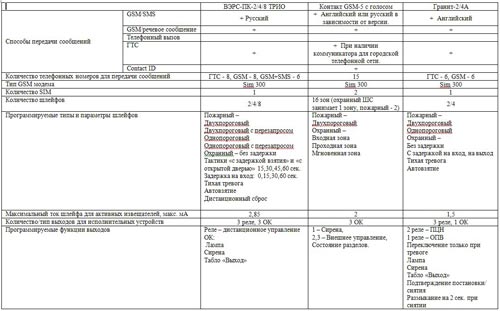 ВЭРС-ПК-2/4/8 ТРИО
Контакт GSM-5 с голосом
Гранит-2/4А
Способы передачи сообщений
GSM/SMS
+ Русский
+ Английский или русский в
зависимости от версии.
+ Английский
GSM речевое сообщение
+
+
+
Телефонный вызов
ГТС
+
+ При наличии
коммуникатора для городской
телефонной сети.
+
Contact ID
+
Количество телефонных номеров для передачи сообщений
ГТС - 8, GSM - 8, GSM+SMS - 6
15
ГТС - 6, GSM - 6
Тип GSM модема
Sim 300
Sim 300
Sim 300
Количество SIM
1
2
1
Количество шлейфов
2/4/8
16 зон (охранный ШС
занимает 1 зону, пожарный - 2)
2/4
Программируемые типы и параметры шлейфов
Пожарный –
Двухпороговый
Двухпороговый с перезапросом
Однопороговый
Однопороговый с перезапросом
Охранный – без задержки
Тактики «с задержкой взятия» и «с
открытой дверью» 15,30,45,60 сек.
Задержка на вход: 0,15,30,60 сек.
Тихая тревога
Автовзятие
Дистанционный сброс
Пожарный –
Двухпороговый
Охранный –
Входная зона
Проходная зона
Мгновенная зона
Пожарный –
Двухпороговый
Однопороговый
Охранный –
Без задержки
С задержкой на вход, на выход
Тихая тревога
Автовзятие
Максимальный ток шлейфа для активных извещателей, макс. мА
2,85
2
1,5
Количество/тип выходов для исполнительных устройств
3 реле, 5 ОК
3 ОК
3 реле, 1 ОК
Программируемые функции выходов
Реле – дистанционное управление
ОК:
Лампа
Сирена
Табло «Выход»
1 – Сирена,
2,3 – Внешнее управление,
Состояние разделов.
2 реле – ПЦН
1 реле – ОПВ
Переключение только при
тревоге
Лампа
Сирена
Табло «Выход»
Подтверждение постановки/
снятия
Размыкание на 2 сек. при
снятии